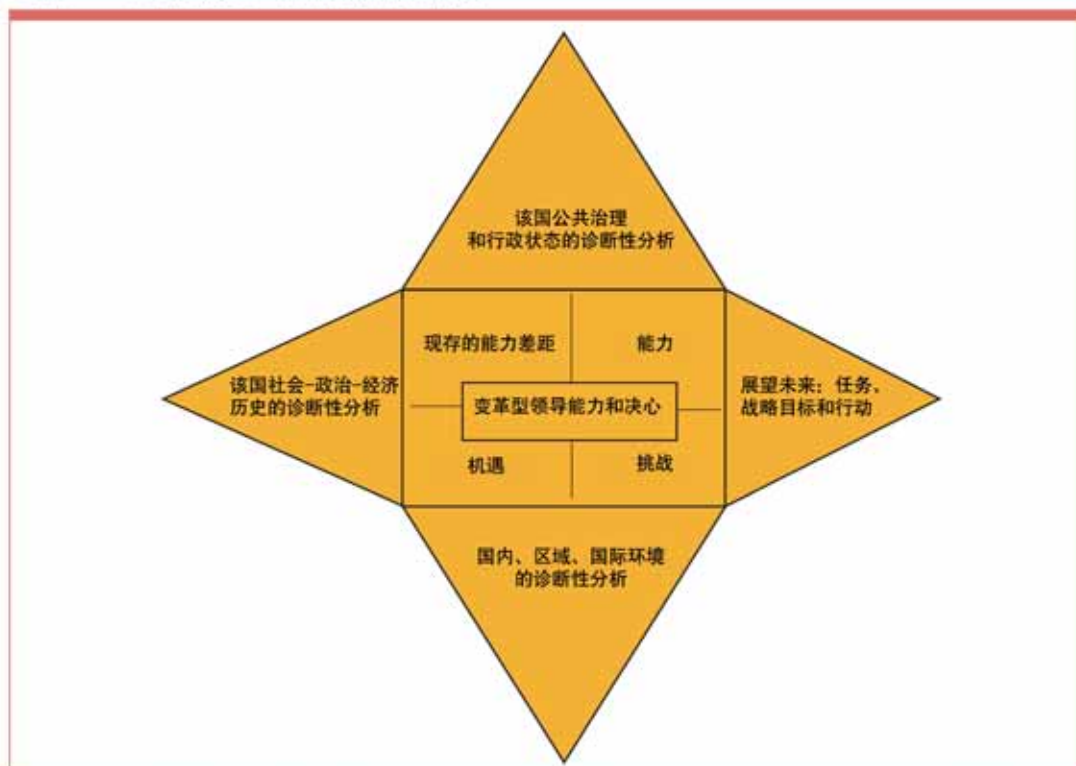 该国公共治理
和行政状态的诊断性分析
现存的能力差距
能力
该国社会-政治-经济
历史的诊断性分析
变革型领导能力和决心
展望未来：任务、
战略目标和行动
机遇
挑战
国内、区域、国际环境
的诊断性分析